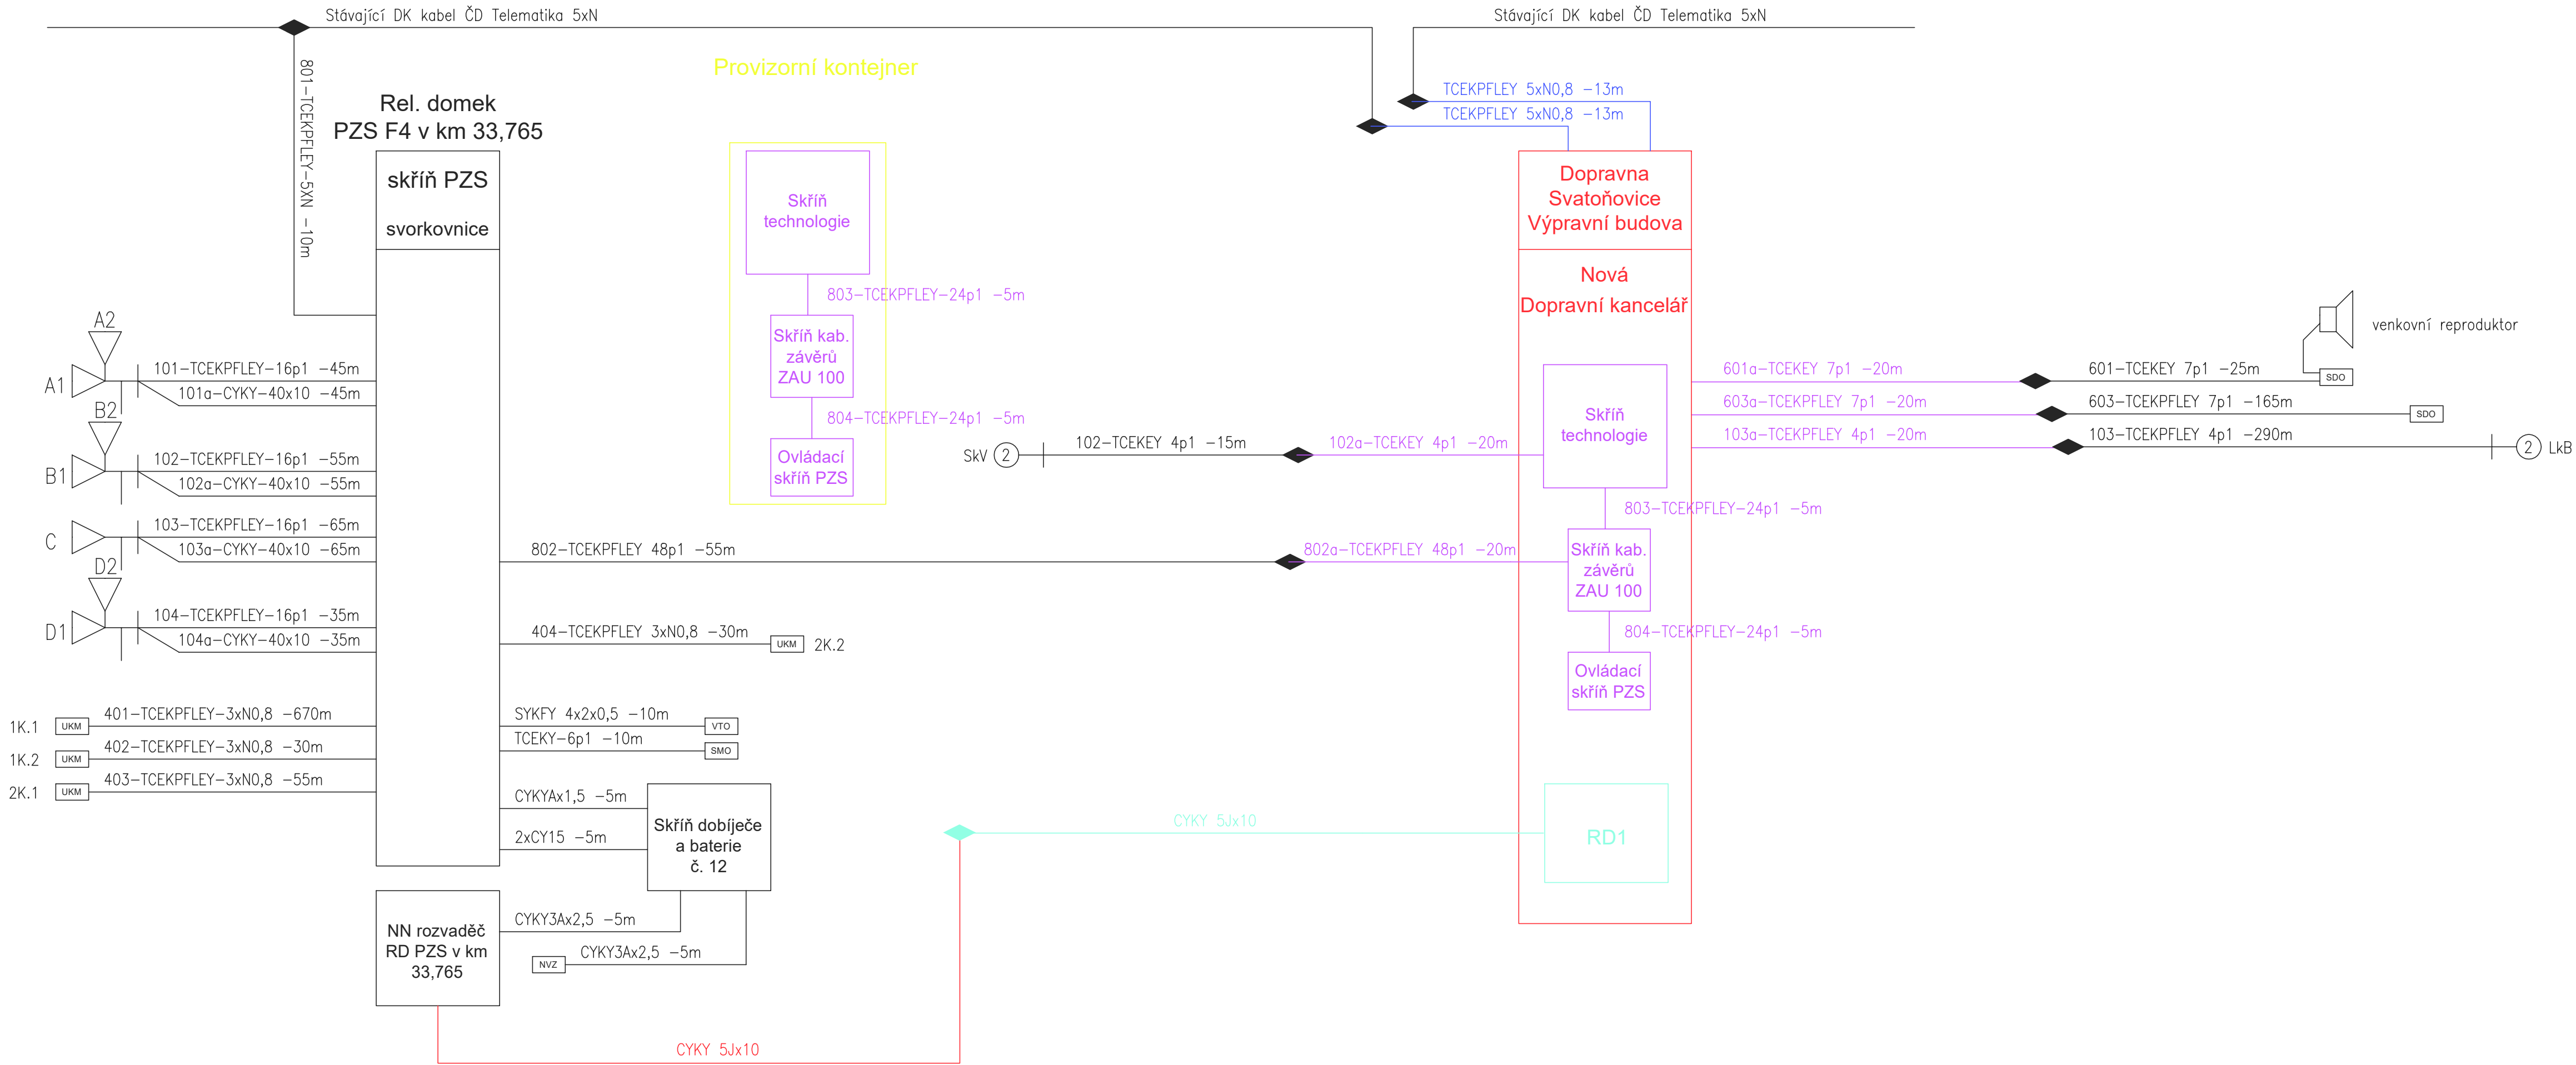 Stávající DK kabel ČD Telematika 5xN
Stávající DK kabel ČD Telematika 5xN
801-TCEKPFLEY-5XN -10m
Provizorní kontejner
TCEKPFLEY 5xN0,8 -13m
TCEKPFLEY 5xN0,8 -13m
Rel. domek
PZS F4 v km 33,765
skříň PZS
svorkovnice
Skříň
technologie
803-TCEKPFLEY-24p1 -5m
Skříň kab.
závěrů
ZAU 100
804-TCEKPFLEY-24p1 -5m
Ovládací
skříň PZS
Dopravna
Svatoňovice
Výpravní budova
Nová
Dopravní kancelář
A2
A1
101-TCEKPFLEY-16p1 -45m
101a-CYKY-40x10 -45m
B2
B1
102-TCEKPFLEY-16p1 -55m
102a-CYKY-40x10 -55m
C
103-TCEKPFLEY-16p1 -65m
103a-CYKY-40x10 -65m
D2
D1
104-TCEKPFLEY-16p1 -35m
104a-CYKY-40x10 -35m
1K.1
UKM
401-TCEKPFLEY-3xN0,8 -670m
1K.2
UKM
402-TCEKPFLEY-3xN0,8 -30m
2K.1
UKM
403-TCEKPFLEY-3xN0,8 -55m
SkV
2
102-TCEKEY 4p1 -15m
102a-TCEKEY 4p1 -20m
802-TCEKPFLEY 48p1 -55m
802a-TCEKPFLEY 48p1 -20m
404-TCEKPFLEY 3xN0,8 -30m
UKM
2K.2
SYKFY 4x2x0,5 -10m
VTO
TCEKY-6p1 -10m
SMO
CYKYAx1,5 -5m
2xCY15 -5m
Skříň dobíječe
a baterie
č. 12
NN rozvaděč
RD PZS v km
33,765
CYKY3Ax2,5 -5m
NVZ
CYKY3Ax2,5 -5m
CYKY 5Jx10
CYKY 5Jx10
Skříň
technologie
803-TCEKPFLEY-24p1 -5m
Skříň kab.
závěrů
ZAU 100
804-TCEKPFLEY-24p1 -5m
Ovládací
skříň PZS
RD1
601a-TCEKEY 7p1 -20m
601-TCEKEY 7p1 -25m
SDO
venkovní reproduktor
603a-TCEKPFLEY 7p1 -20m
603-TCEKPFLEY 7p1 -165m
SDO
103a-TCEKPFLEY 4p1 -20m
103-TCEKPFLEY 4p1 -290m
2
LkB